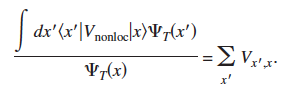 ∫ dx′⟨x′|V_nonloc|x⟩Ψ_T(x′) / Ψ_T(x) = ∑_{x′} V_{x′,x}.